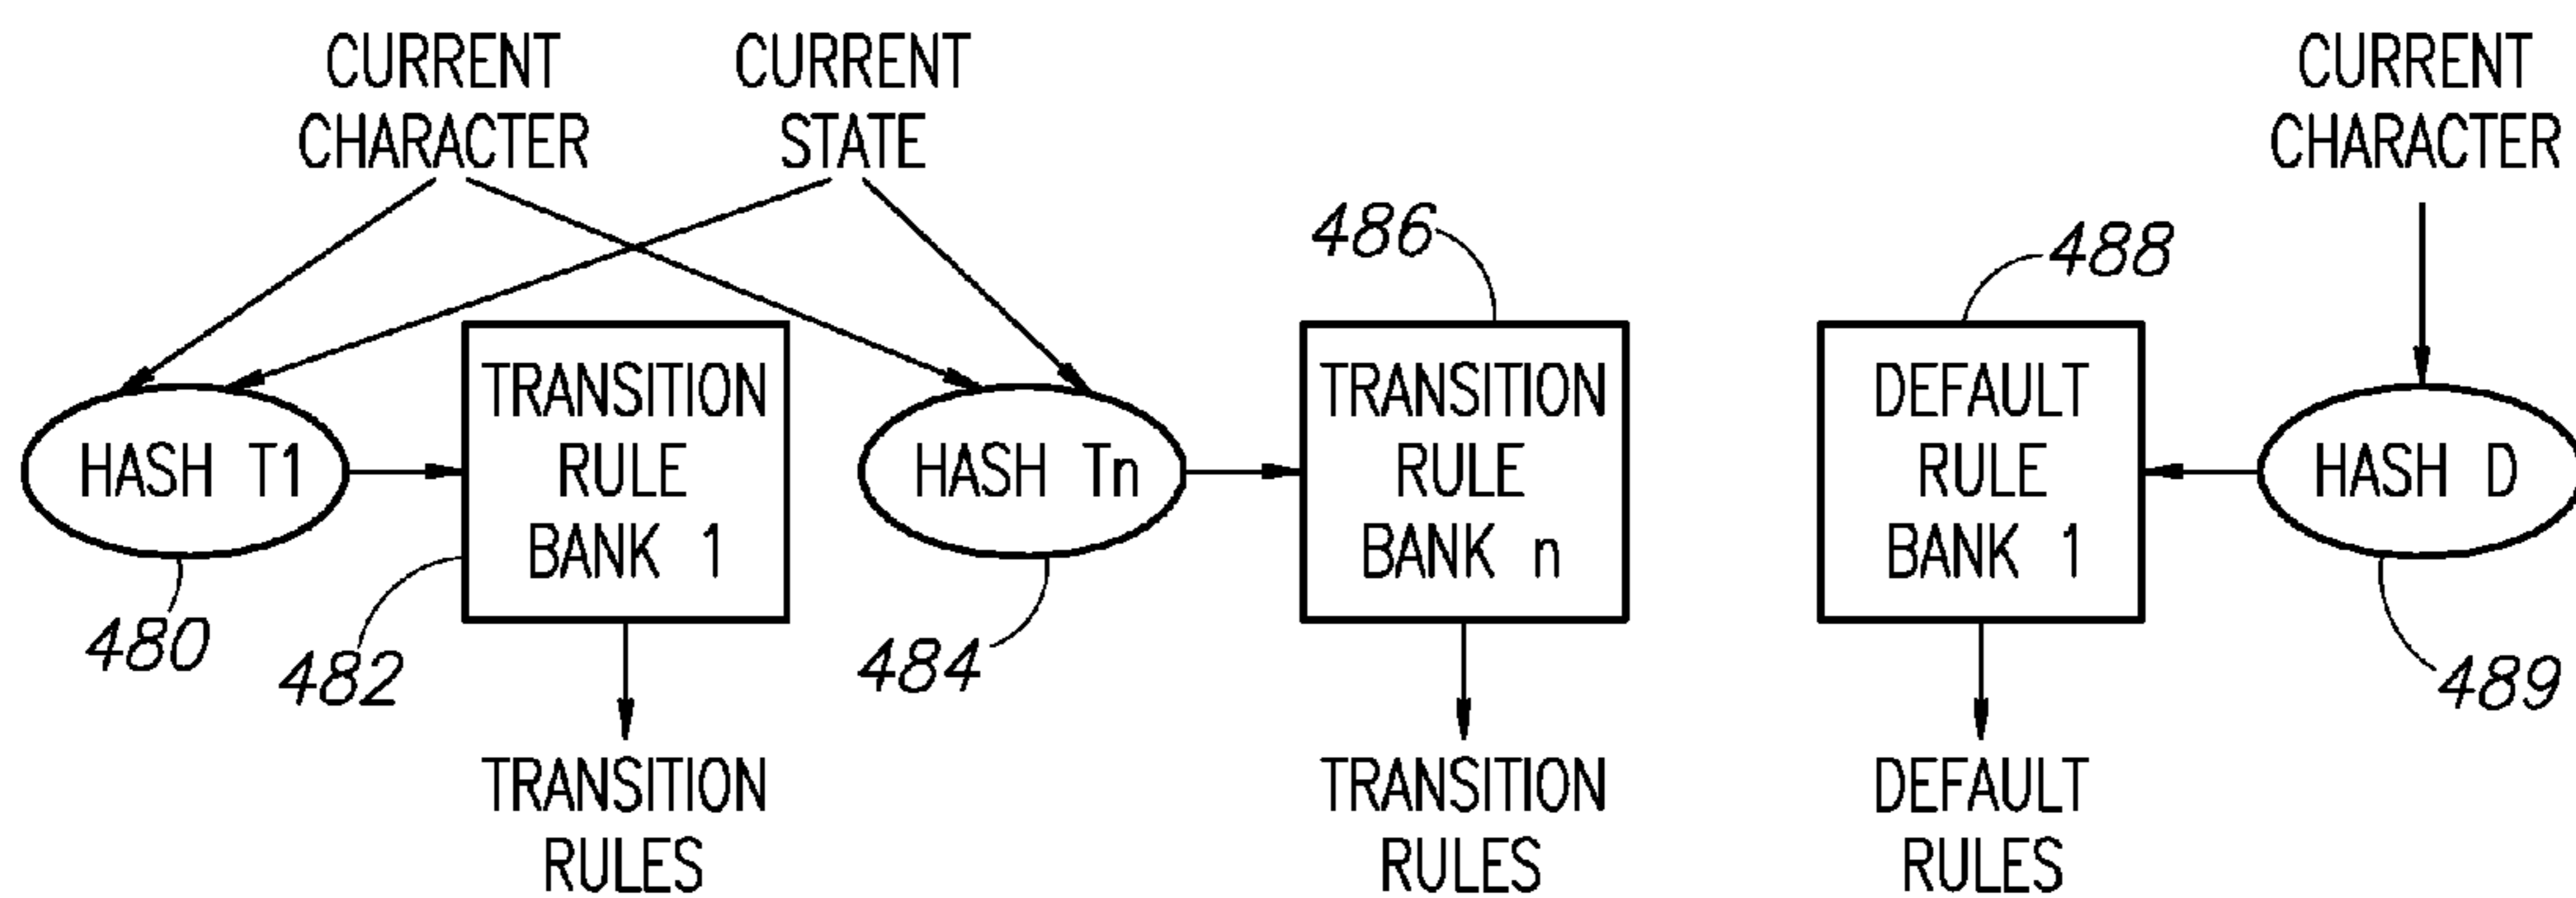 CURRENT
CHARACTER
CURRENT
STATE
CURRENT
CHARACTER
486
488
HASH T1
TRANSITION
RULE
BANK 1
HASH Tn
TRANSITION
RULE
BANK n
DEFAULT
RULE
BANK 1
HASH D
480
482
484
489
TRANSITION
RULES
TRANSITION
RULES
DEFAULT
RULES